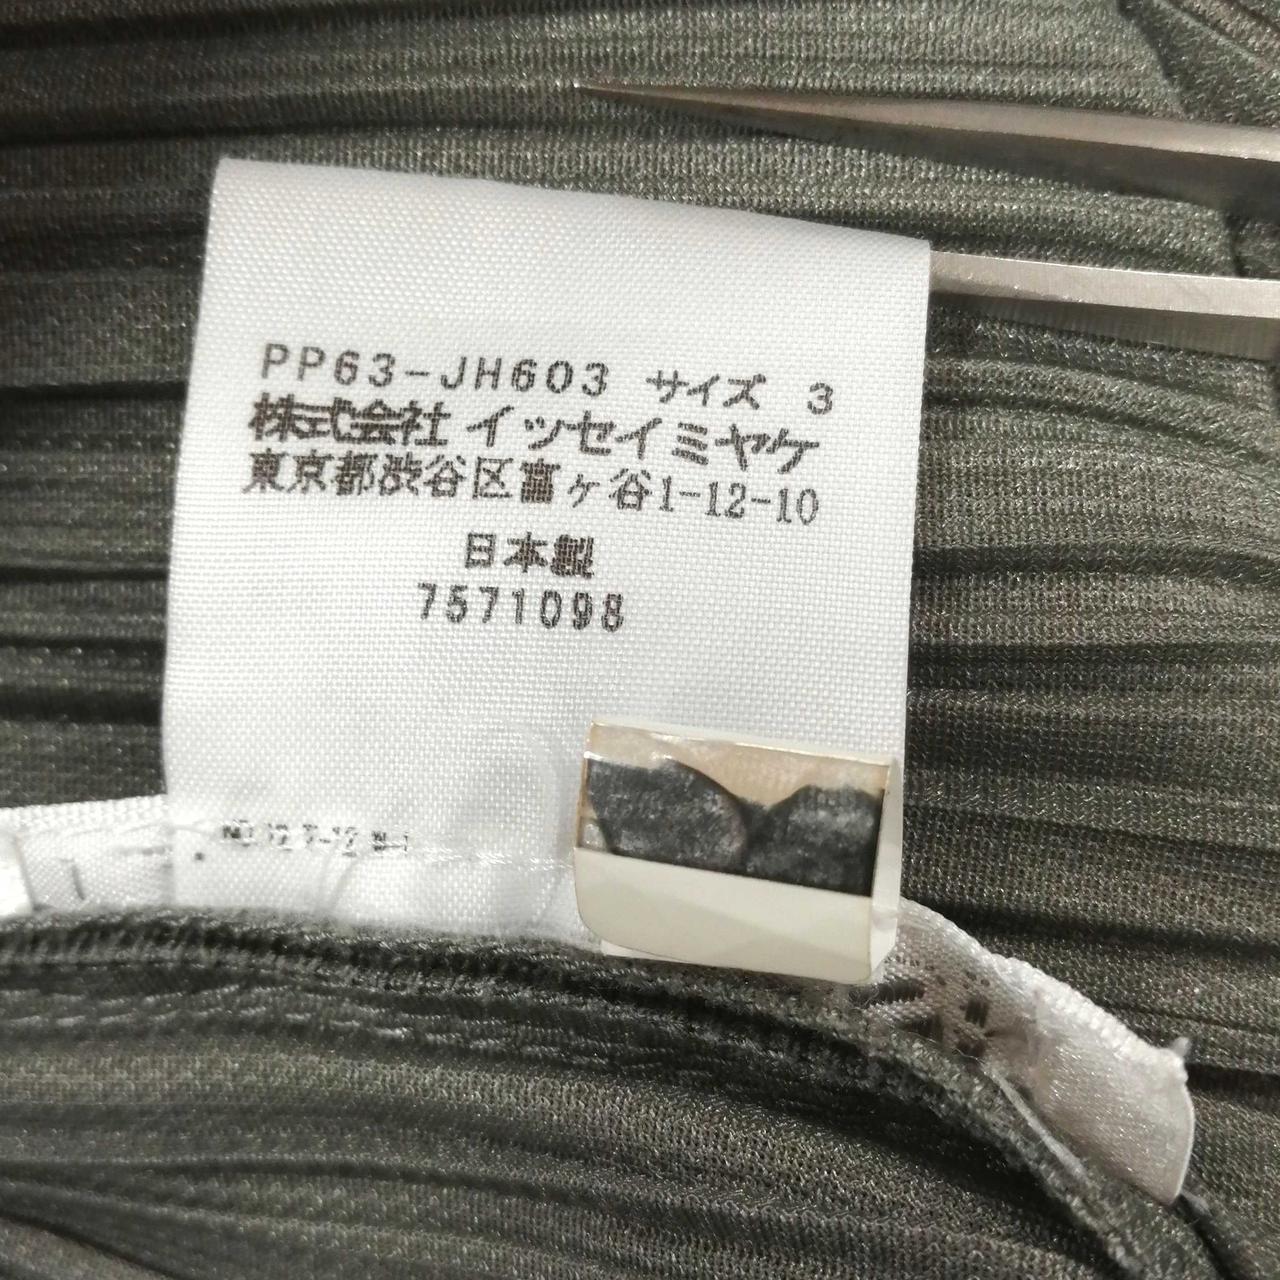 PP63-JH603 サイズ 3
株式会社 イッセイミヤケ
東京都渋谷区富ヶ谷1-12-10
日本製
7571098